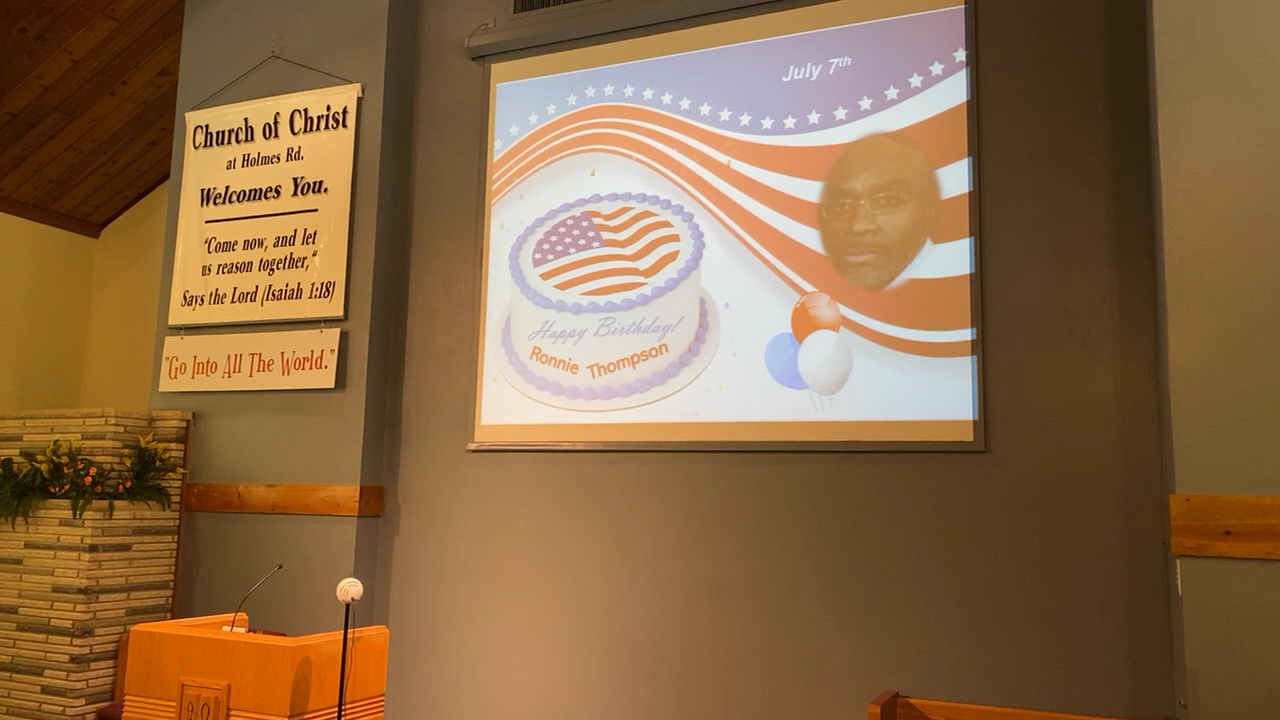 Church of Christ
at Holmes Rd.
Welcomes You.
"Come now, and let
us reason together,"
Says the Lord (Isaiah 1:18)
"Go Into All The World."
July 7th
Happy Birthday!
Ronnie Thompson